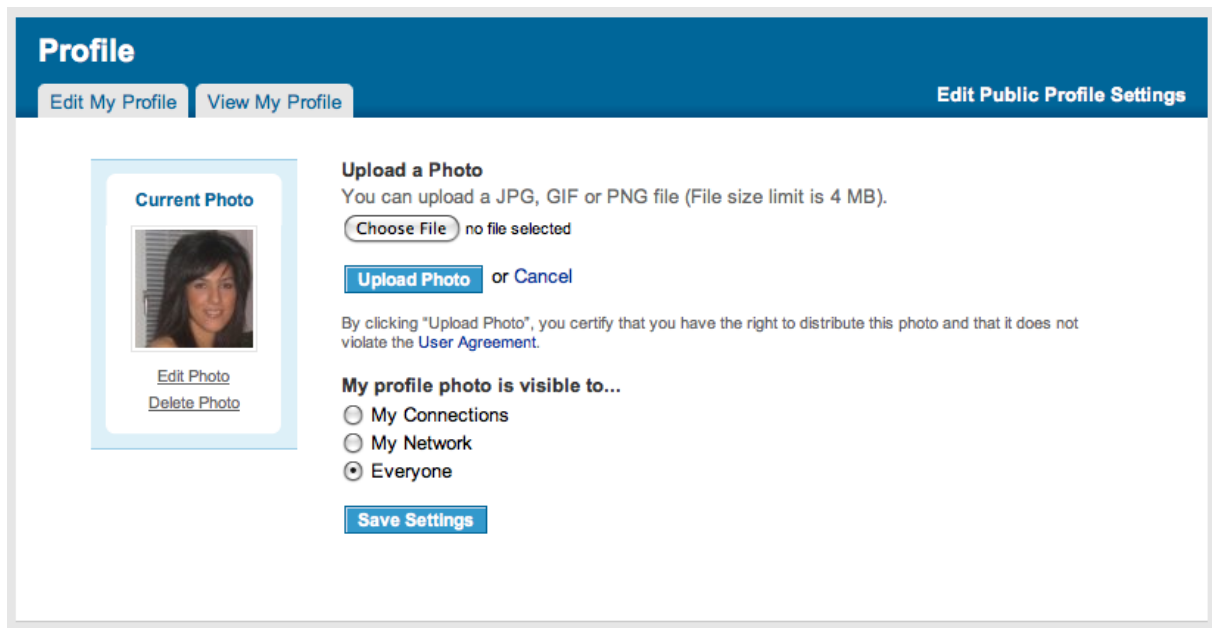 Profile
Edit My Profile
View My Profile
Edit Public Profile Settings
Current Photo
Edit Photo
Delete Photo
Upload a Photo
You can upload a JPG, GIF or PNG file (File size limit is 4 MB).
Choose File no file selected
Upload Photo or Cancel
By clicking "Upload Photo", you certify that you have the right to distribute this photo and that it does not
violate the User Agreement.
My profile photo is visible to...
My Connections
My Network
Everyone
Save Settings